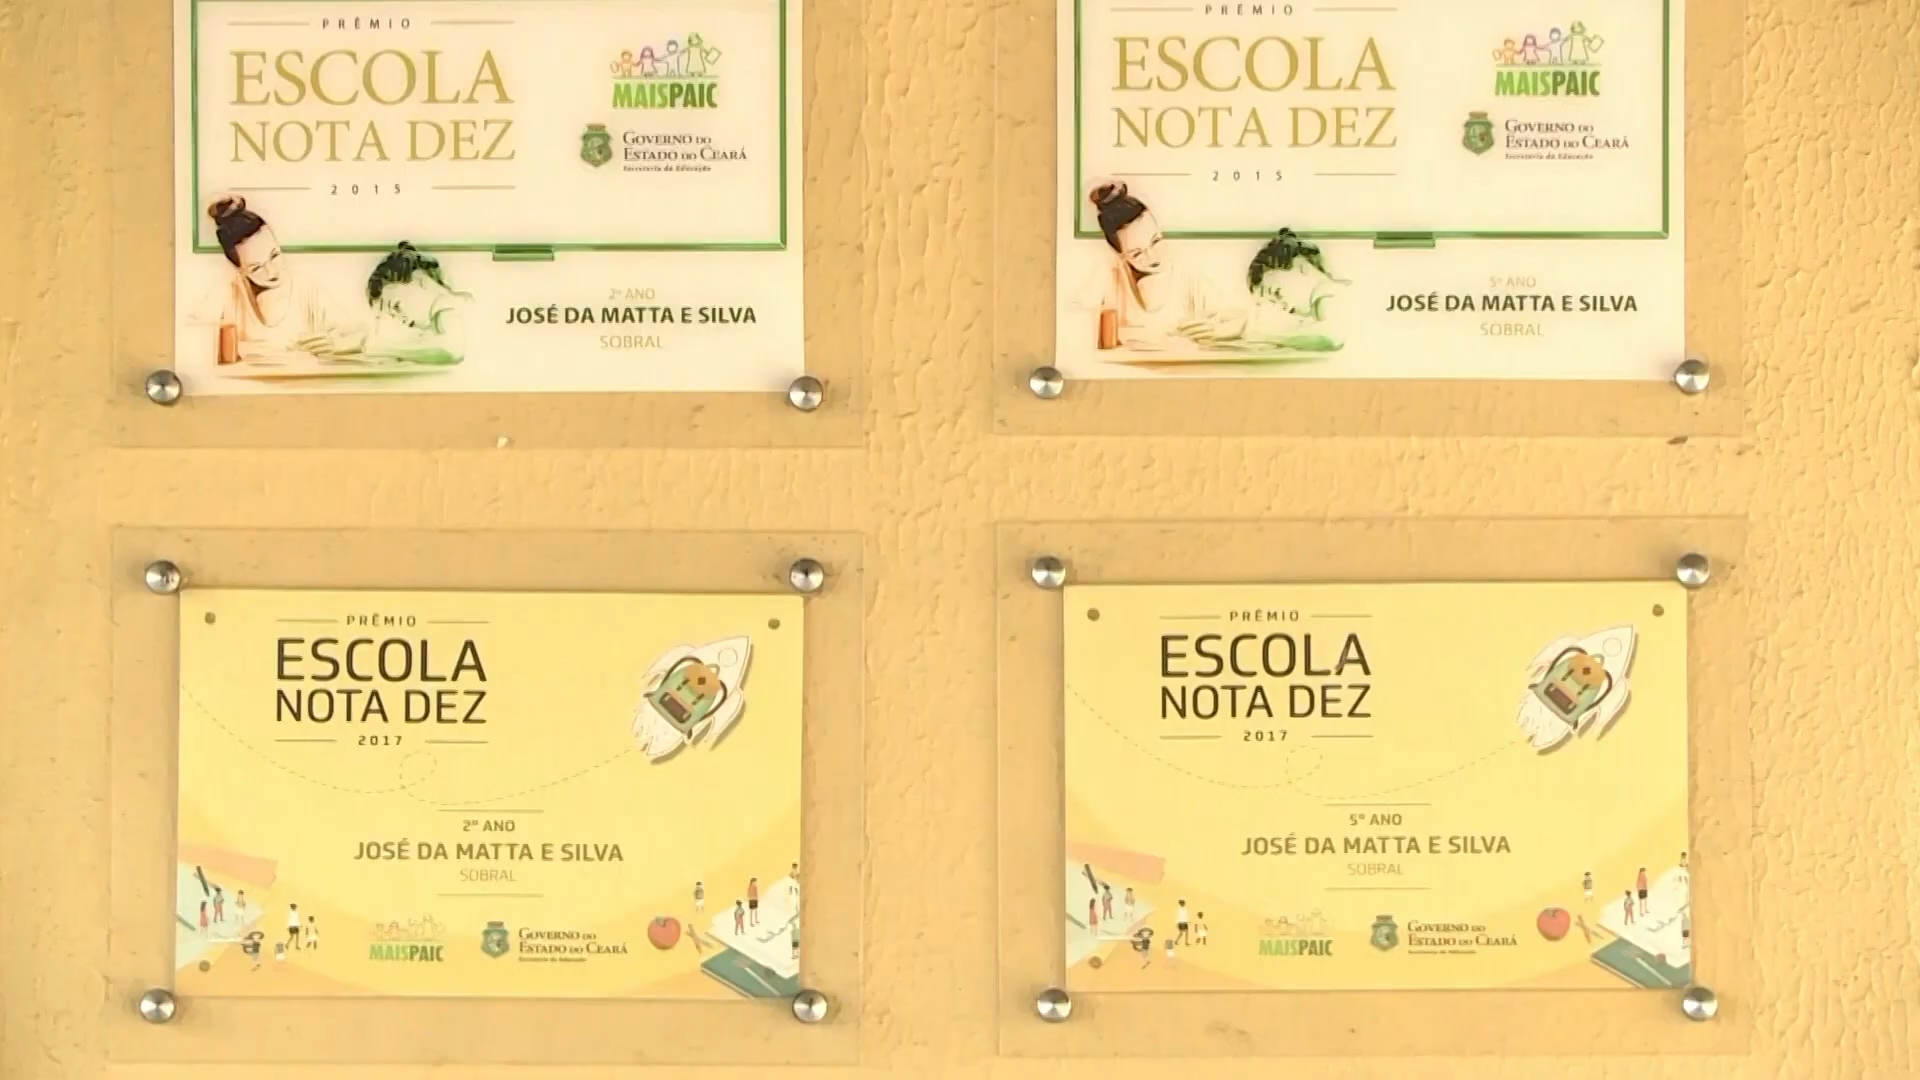 PRÊMIO
ESCOLA
NOTA DEZ
2015
MAISPAIC
GOVERNO DO
ESTADO DO CEARÁ
Secretaria da Educação
2º ANO
JOSÉ DA MATTA E SILVA
SOBRAL
PRÊMIO
ESCOLA
NOTA DEZ
2015
MAISPAIC
GOVERNO DO
ESTADO DO CEARÁ
Secretaria da Educação
5º ANO
JOSÉ DA MATTA E SILVA
SOBRAL
PRÊMIO
ESCOLA
NOTA DEZ
2017
2º ANO
JOSÉ DA MATTA E SILVA
SOBRAL
MAISPAIC
GOVERNO DO
ESTADO DO CEARÁ
Secretaria da Educação
PRÊMIO
ESCOLA
NOTA DEZ
2017
5º ANO
JOSÉ DA MATTA E SILVA
SOBRAL
MAISPAIC
GOVERNO DO
ESTADO DO CEARÁ
Secretaria da Educação